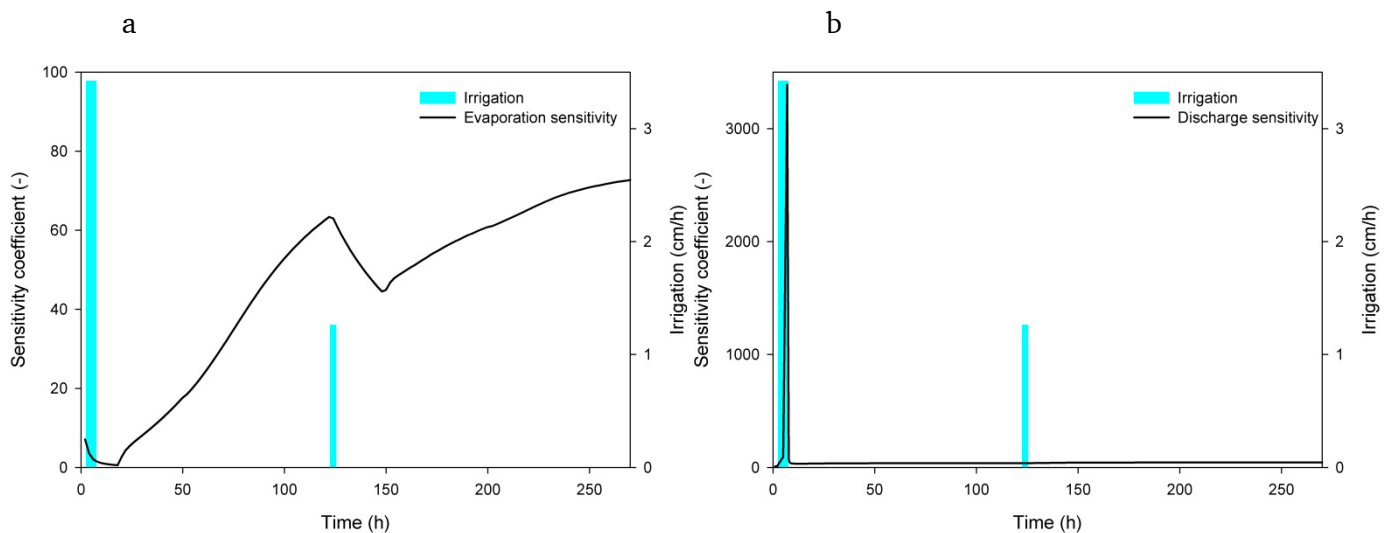 a
b
100
80
60
40
20
0
Sensitivity coefficient (-)
Irrigation
Evaporation sensitivity
3
2
1
0
Irrigation (cm/h)
0 50 100 150 200 250
Time (h)
3000
2000
1000
0
Sensitivity coefficient (-)
Irrigation
Discharge sensitivity
3
2
1
0
Irrigation (cm/h)
0 50 100 150 200 250
Time (h)